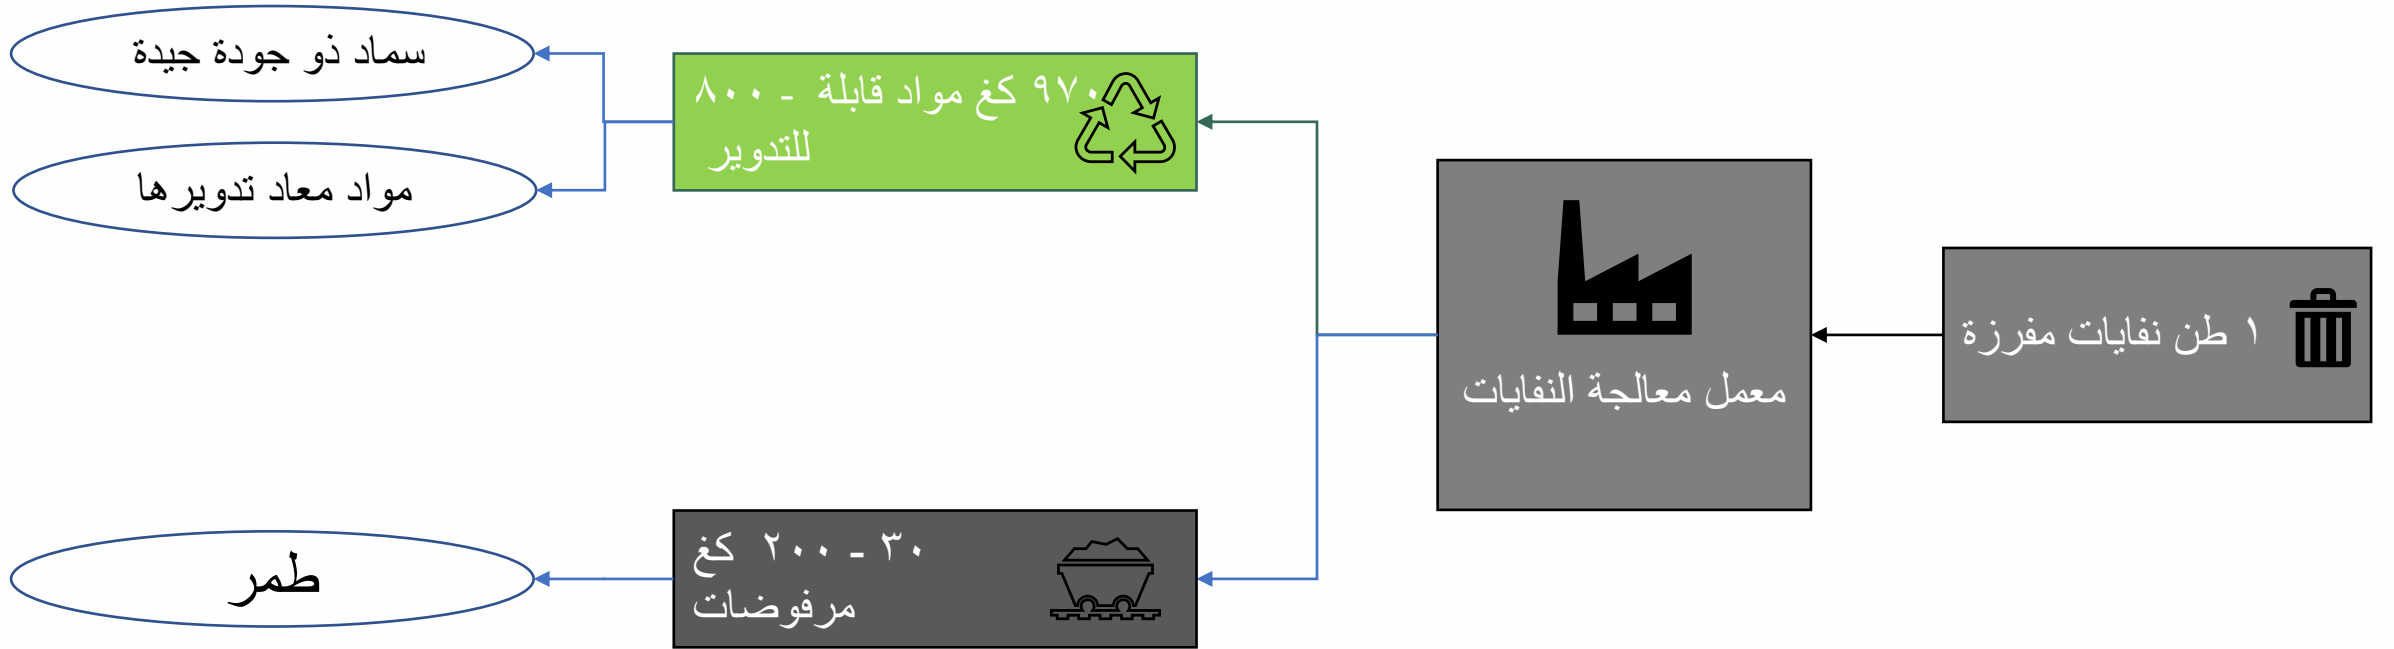 ١ طن نفايات مفرزة
معمل معالجة النفايات
٩٧٠ كغ مواد قابلة - ٨٠٠
للتدوير
سماد ذو جودة جيدة
مواد معاد تدويرها
٣٠ - ٢٠٠ كغ
مرفوضات
طمر